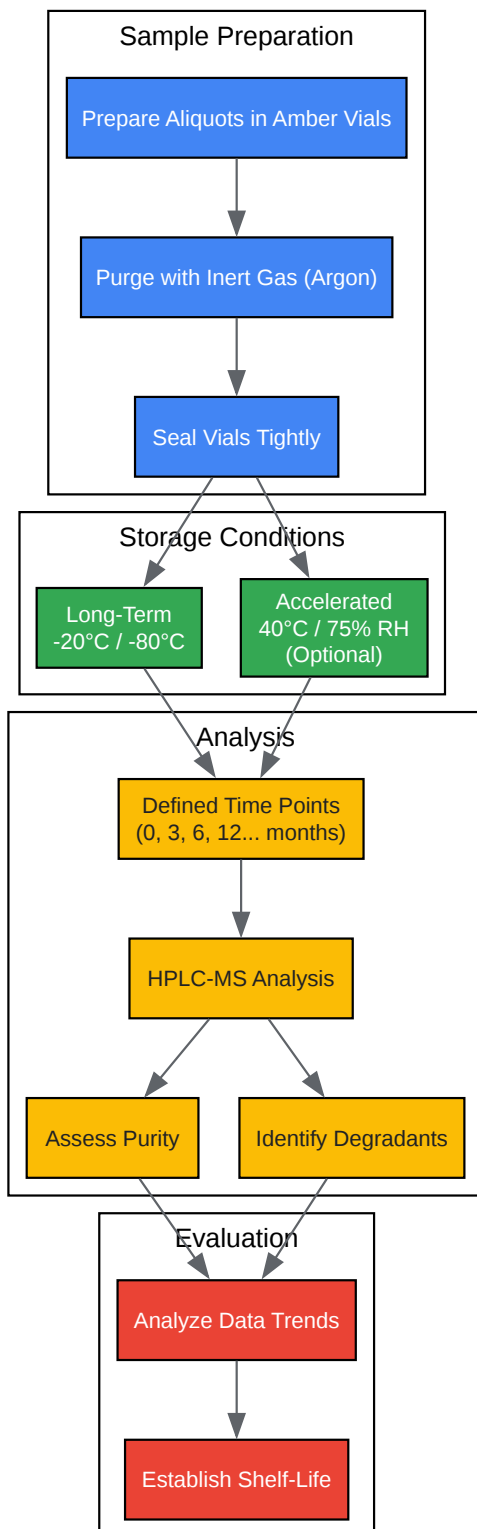 Sample Preparation
Prepare Aliquots in Amber Vials
Purge with Inert Gas (Argon)
Seal Vials Tightly
Storage Conditions
Long-Term
-20°C / -80°C
Accelerated
40°C / 75% RH
(Optional)
Analysis
Defined Time Points
(0, 3, 6, 12... months)
HPLC-MS Analysis
Assess Purity
Identify Degradants
Evaluation
Analyze Data Trends
Establish Shelf-Life